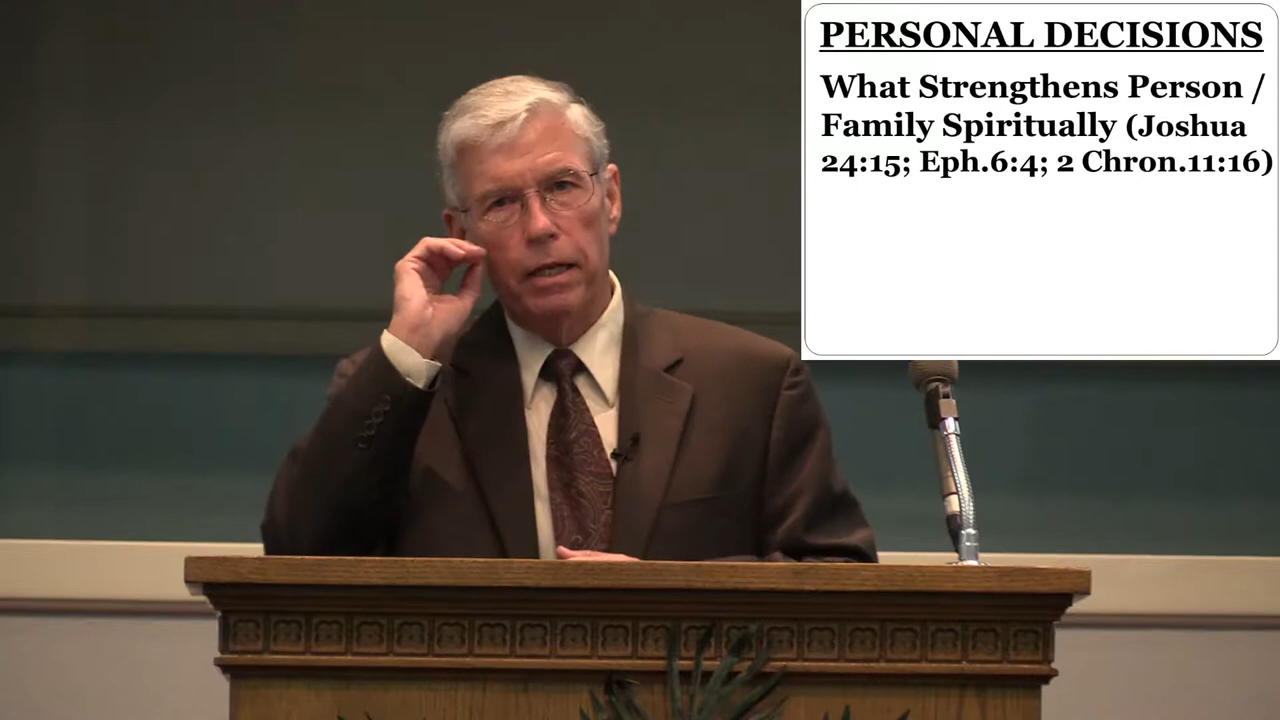 PERSONAL DECISIONS
What Strengthens Person /
Family Spiritually (Joshua
24:15; Eph.6:4; 2 Chron.11:16)